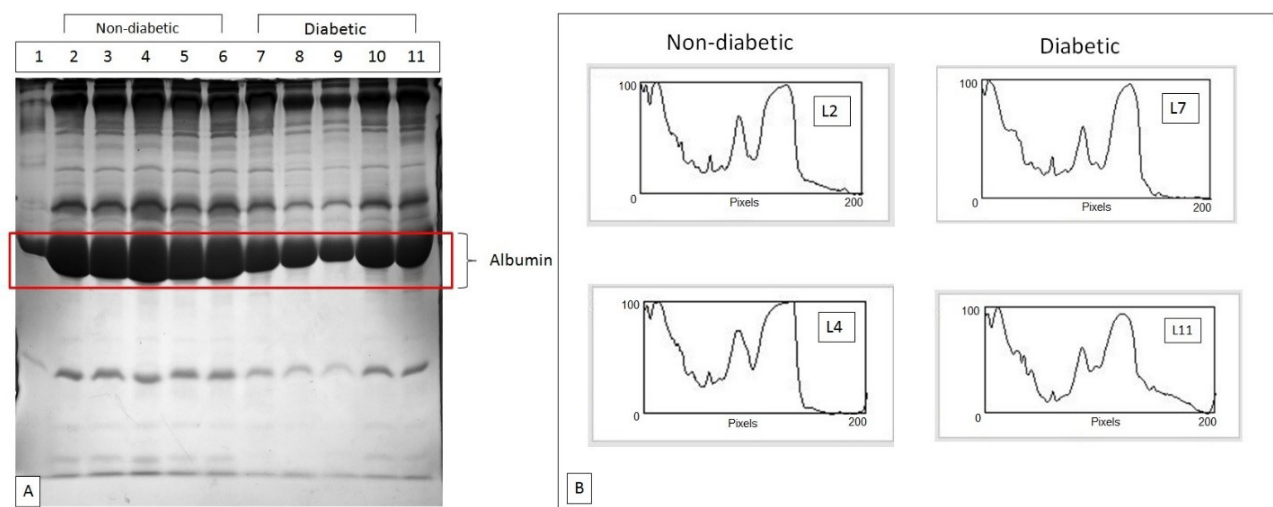 Non-diabetic Diabetic
1 2 3 4 5 6 7 8 9 10 11
Albumin
A
Non-diabetic Diabetic
100
L2
0
Pixels
200
100
L7
0
Pixels
200
100
L4
0
Pixels
200
100
L11
0
Pixels
200
B